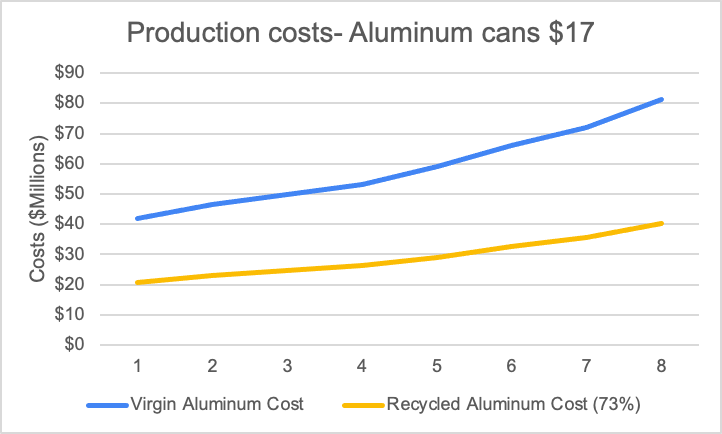 Production costs- Aluminum cans $17
Costs ($Millions)
$90
$80
$70
$60
$50
$40
$30
$20
$10
$0
1 2 3 4 5 6 7 8
Virgin Aluminum Cost Recycled Aluminum Cost (73%)